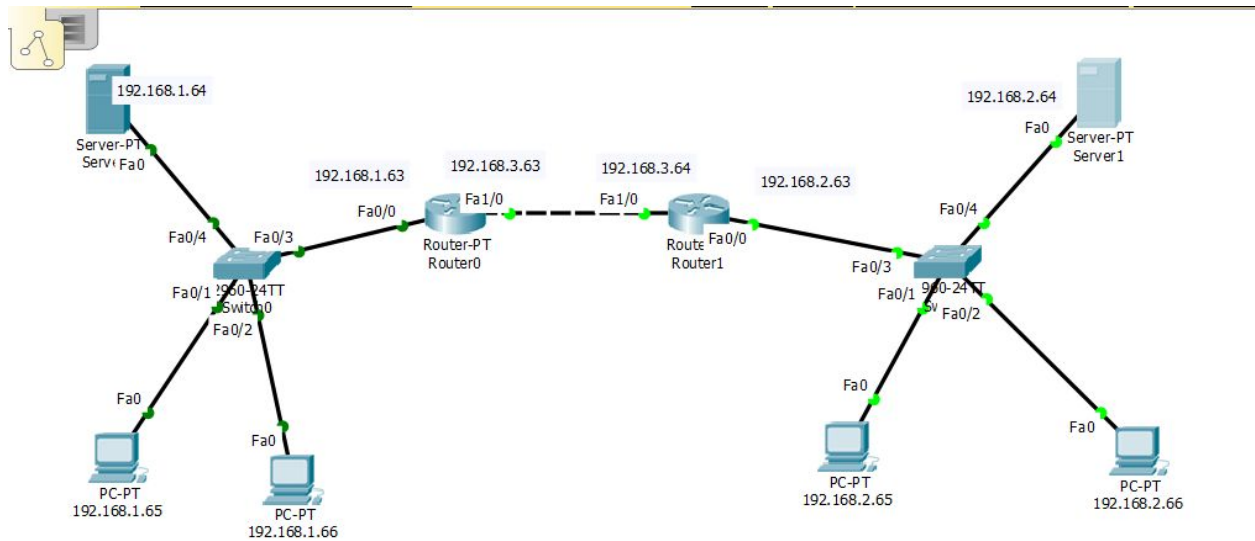 192.168.1.64
Server-PT
Fa0
Fa0/4
Fa0/3
Fa0/1
2960-24TT
Switch0
Fa0/2
Fa0
PC-PT
192.168.1.65
Fa0
PC-PT
192.168.1.66
192.168.1.63
Fa0/0
192.168.3.63
Fa1/0
Router-PT
Router0
192.168.3.64
Fa1/0
Fa0/0
Router1
192.168.2.63
192.168.2.64
Fa0
Server-PT
Server1
Fa0/4
Fa0/3
Fa0/1
Fa0/2
Fa0
PC-PT
192.168.2.65
Fa0
PC-PT
192.168.2.66